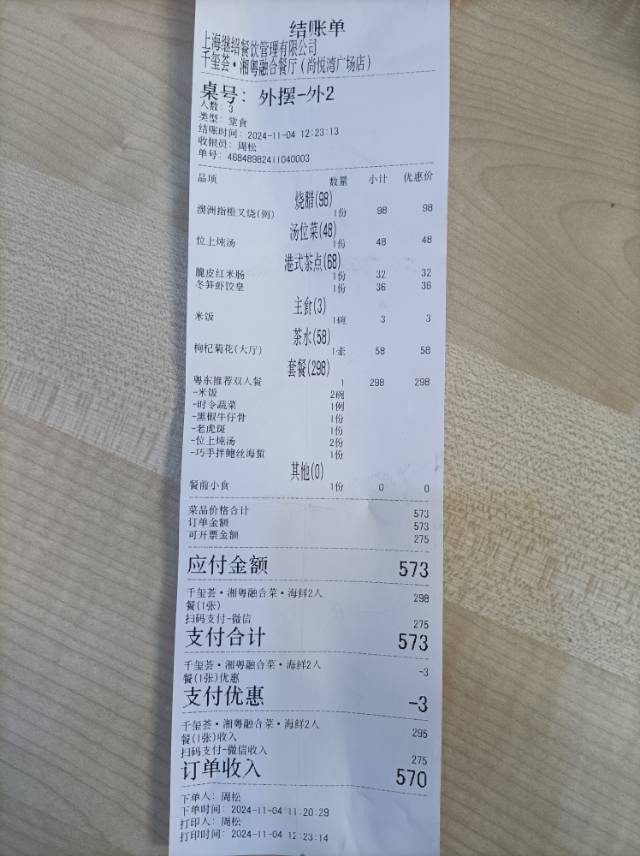 结账单
上海继绍餐饮管理有限公司
千玺荟·湘粤融合餐厅(尚悦湾广场店)
桌号: 外摆-外2
人数: 3
类型: 堂食
结账时间: 2024-11-04 12:23:13
收银员: 周松
单号: 46848982411040003
品项 数量 小计 优惠价
烧腊(98)
澳洲指橙叉烧(例) 1份 98 98
汤位菜(48)
位上炖汤 1份 48 48
港式茶点(68)
脆皮红米肠 1份 32 32
冬笋虾饺皇 1份 36 36
主食(3)
米饭 1碗 3 3
茶水(58)
枸杞菊花(大厅) 1壶 58 58
套餐(298)
粤东推荐双人餐 1 298 298
-米饭 2碗
-时令蔬菜 1例
-黑椒牛仔骨 1份
-老虎斑 1份
-位上炖汤 2份
-巧手拌鲍丝海蜇 1份
其他(0)
餐前小食 1份 0 0
菜品价格合计 573
订单金额 573
可开票金额 275
应付金额 573
千玺荟·湘粤融合菜·海鲜2人
餐(1张) 298
扫码支付-微信 275
支付合计 573
千玺荟·湘粤融合菜·海鲜2人
餐(1张)优惠 -3
支付优惠 -3
千玺荟·湘粤融合菜·海鲜2人
餐(1张)收入 295
扫码支付-微信收入 275
订单收入 570
下单人: 周松
下单时间: 2024-11-04 11:20:29
打印人: 周松
打印时间: 2024-11-04 12:23:14